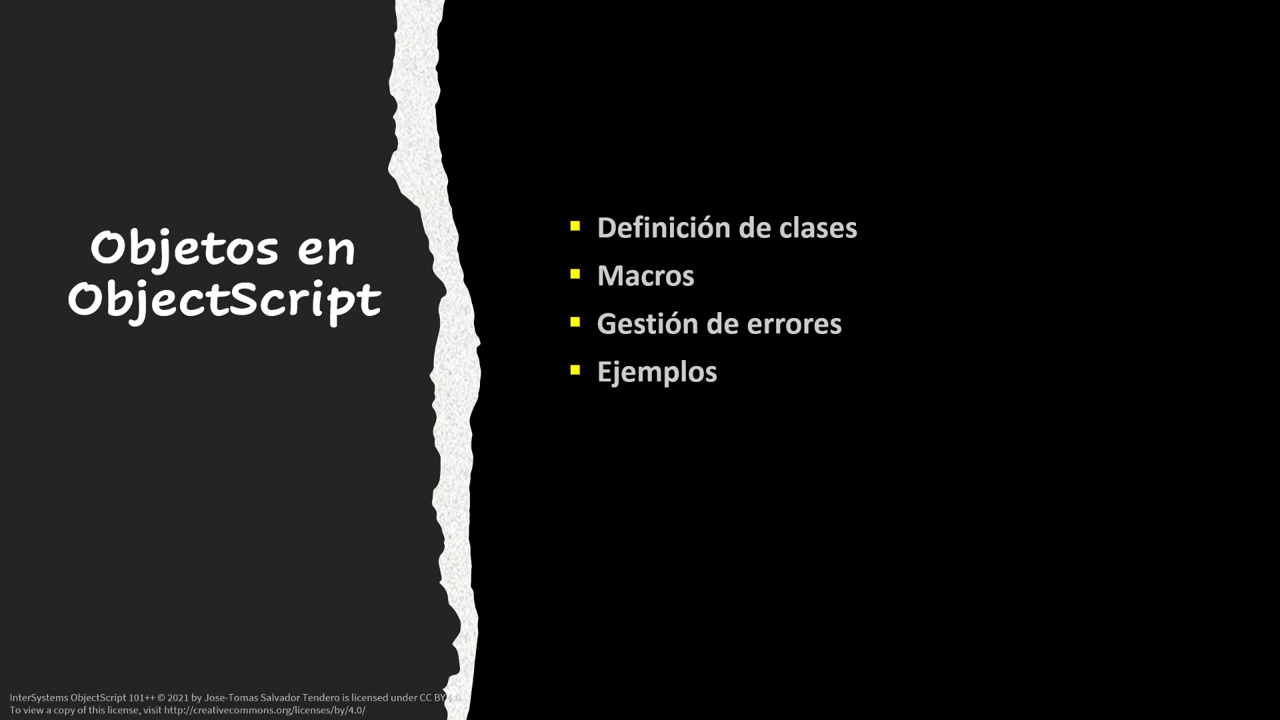 Objetos en
ObjectScript
Definición de clases
Macros
Gestión de errores
Ejemplos
InterSystems ObjectScript 101++ © 2021 by Jose-Tomas Salvador Tendero is licensed under CC BY 4.0.
To view a copy of this license, visit http://creativecommons.org/licenses/by/4.0/